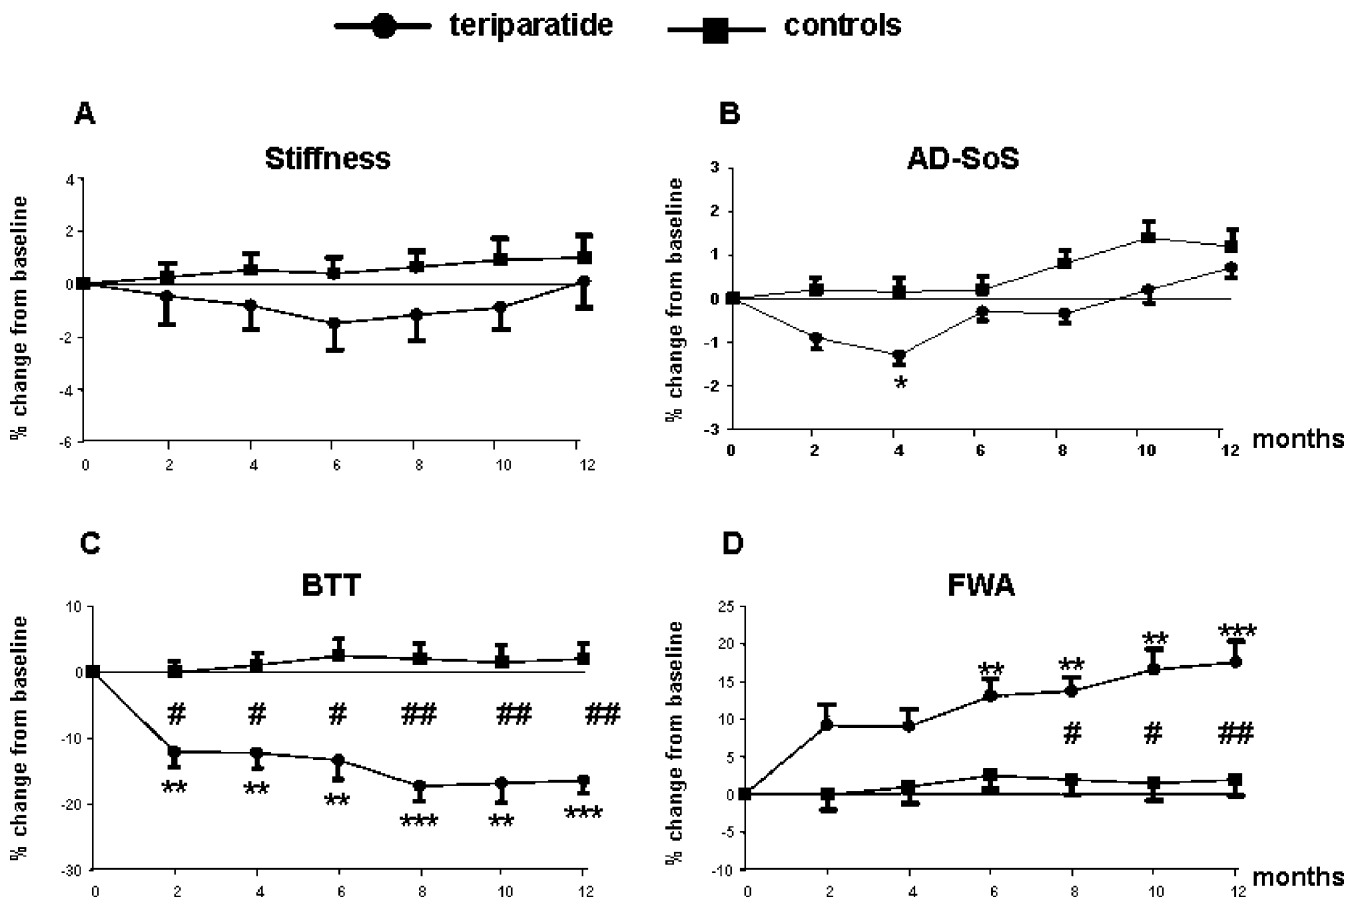 teriparatide controls
A
Stiffness
% change from baseline
4
2
0
-2
-4
-6
0 2 4 6 8 10 12
B
AD-SoS
% change from baseline
3
2
1
0
-1
-2
-3
*
0 2 4 6 8 10 12
months
C
BTT
% change from baseline
10
0
-10
-20
-30
# # # ## ## ##
** ** ** *** ** ***
0 2 4 6 8 10 12
D
FWA
% change from baseline
25
20
15
10
5
0
-5
-10
** ** ** ***
# # ##
0 2 4 6 8 10 12
months